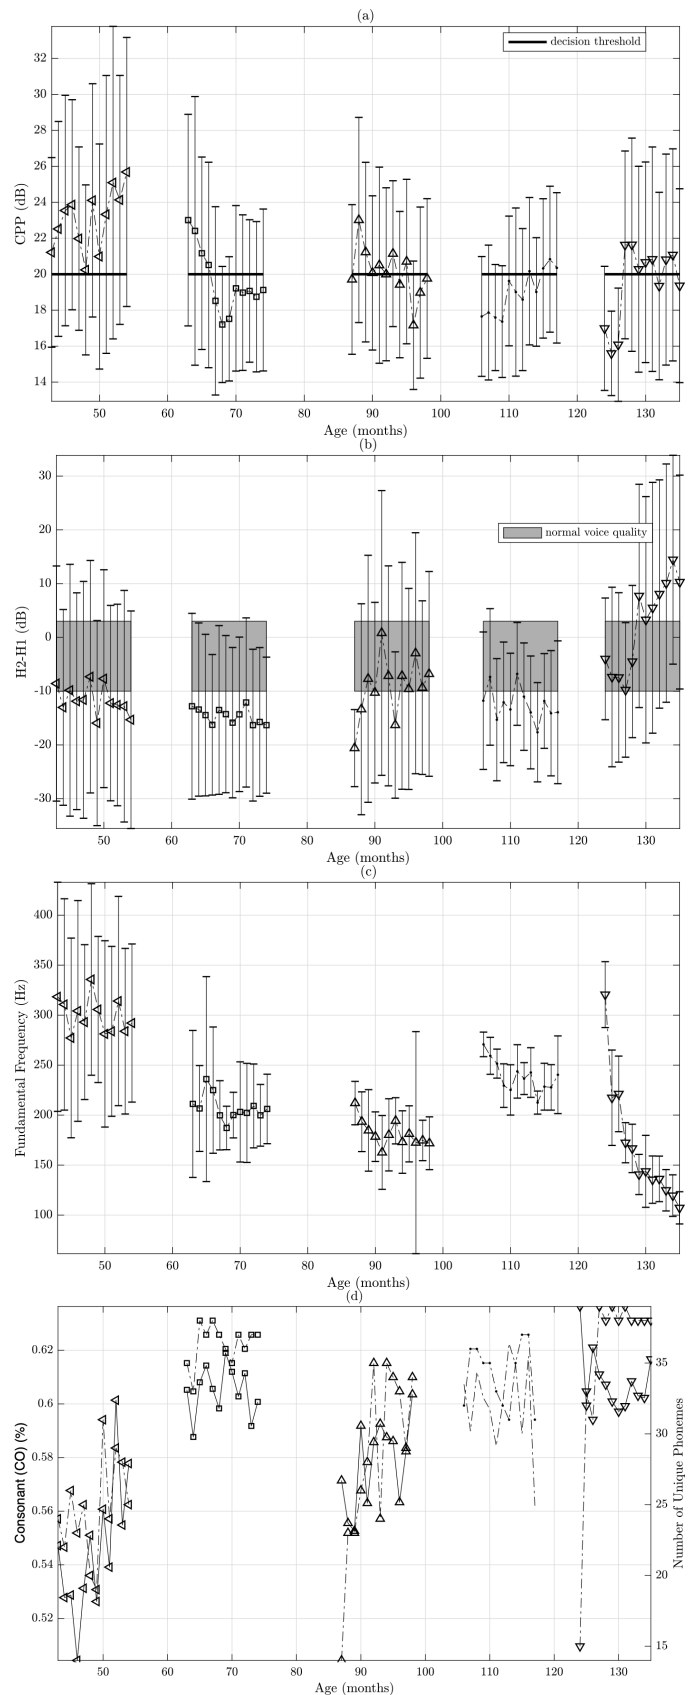 (a)
decision threshold
32
30
28
26
24
22
20
18
16
14
CPP (dB)
50 60 70 80 90 100 110 120 130
Age (months)
(b)
normal voice quality
30
20
10
0
-10
-20
-30
H2-H1 (dB)
50 60 70 80 90 100 110 120 130
Age (months)
(c)
400
350
300
250
200
150
100
Fundamental Frequency (Hz)
50 60 70 80 90 100 110 120 130
Age (months)
(d)
0.62
0.6
0.58
0.56
0.54
0.52
Consonant (CO) (%)
35
30
25
20
15
Number of Unique Phonemes
50 60 70 80 90 100 110 120 130
Age (months)